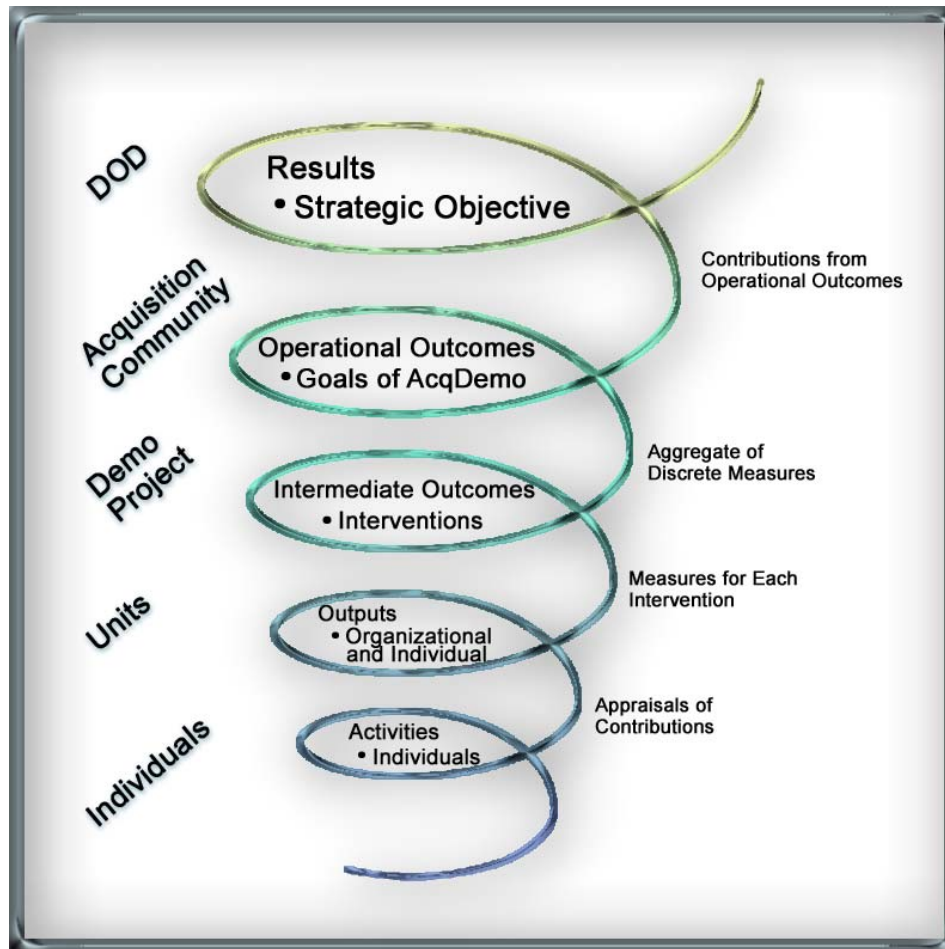 DOD
Results
• Strategic Objective
Contributions from
Operational Outcomes
Acquisition
Community
Operational Outcomes
• Goals of AcqDemo
Aggregate of
Discrete Measures
Demo
Project
Intermediate Outcomes
• Interventions
Measures for Each
Intervention
Units
Outputs
• Organizational
and Individual
Appraisals of
Contributions
Individuals
Activities
• Individuals